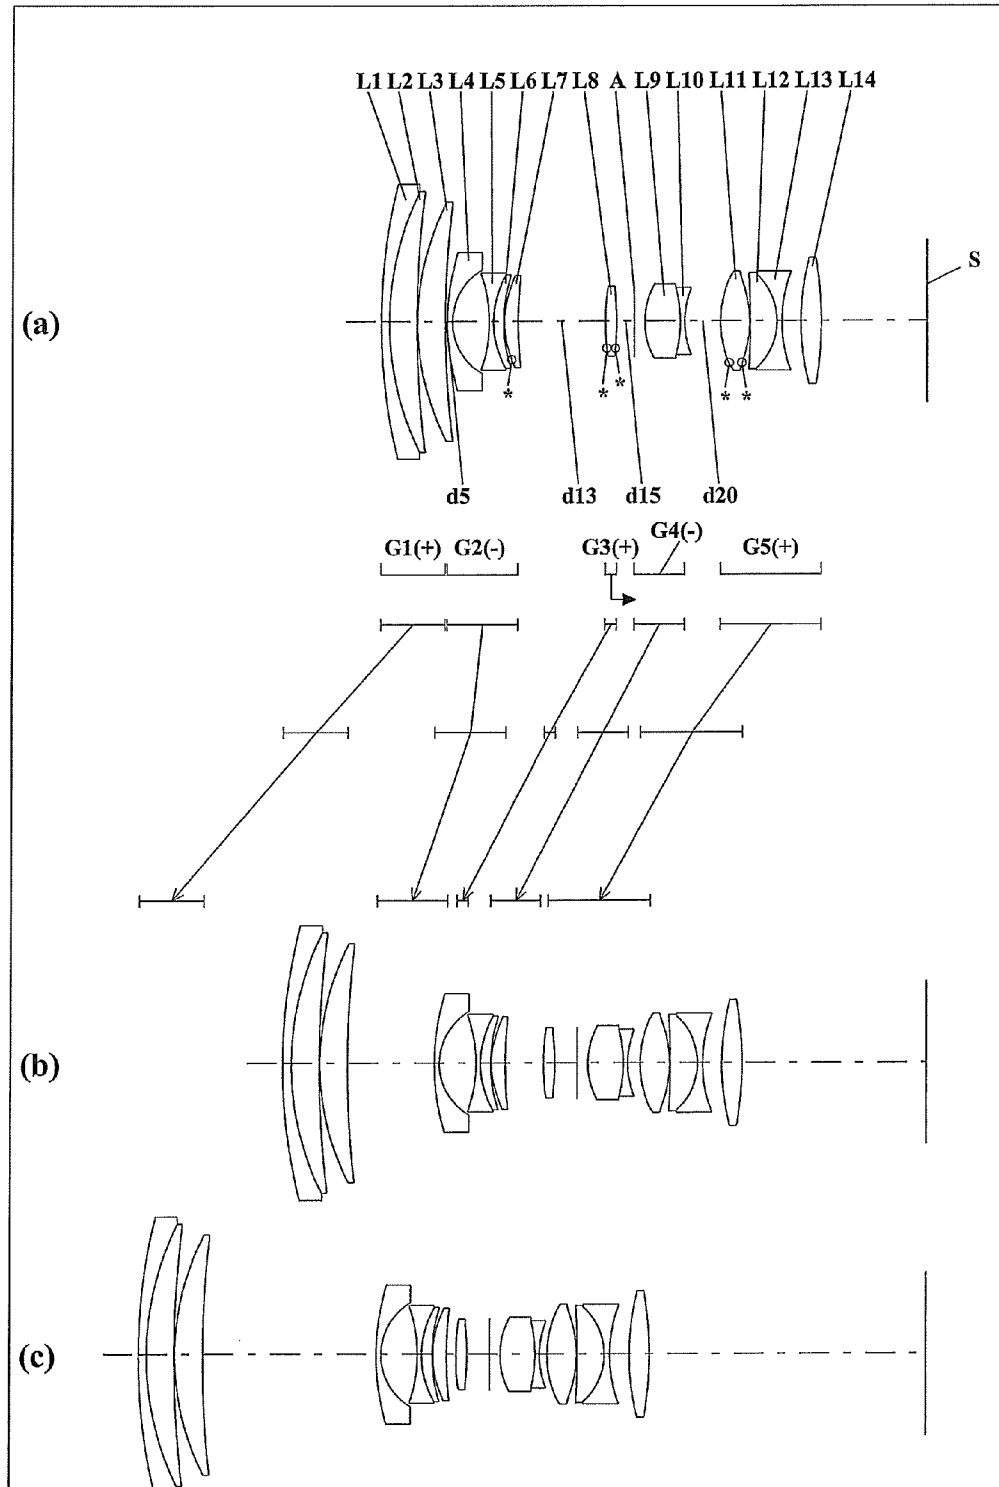 L1 L2 L3 L4 L5 L6 L7 L8 A L9 L10 L11 L12 L13 L14
S
(a)
* * * * *
d5 d13 d15 d20
G1(+) G2(-) G3(+) G4(-) G5(+)
(b)
(c)